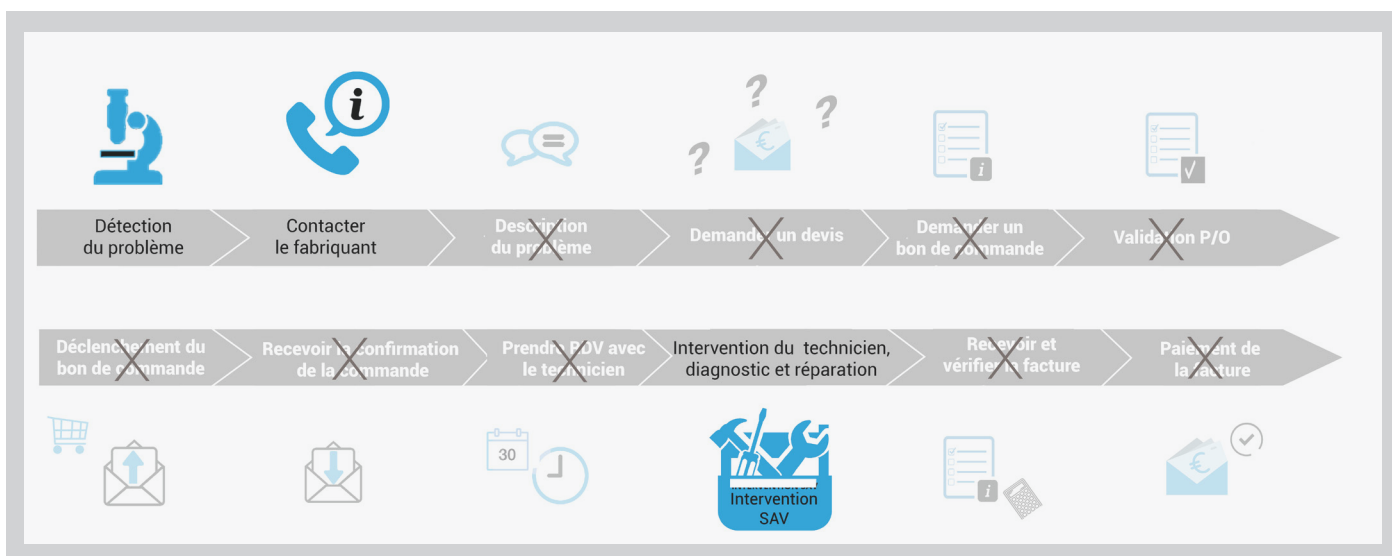 i
?
?
?
€
i
√
Détection
du problème
Contacter
le fabriquant
Description
du problème
Demander un devis
Demander un
bon de commande
Validation P/O
Déclenchement du
bon de commande
Recevoir la confirmation
de la commande
Prendre RDV avec
le technicien
Intervention du technicien,
diagnostic et réparation
Recevoir et
vérifier la facture
Paiement de
la facture
30
Intervention
SAV
i
€